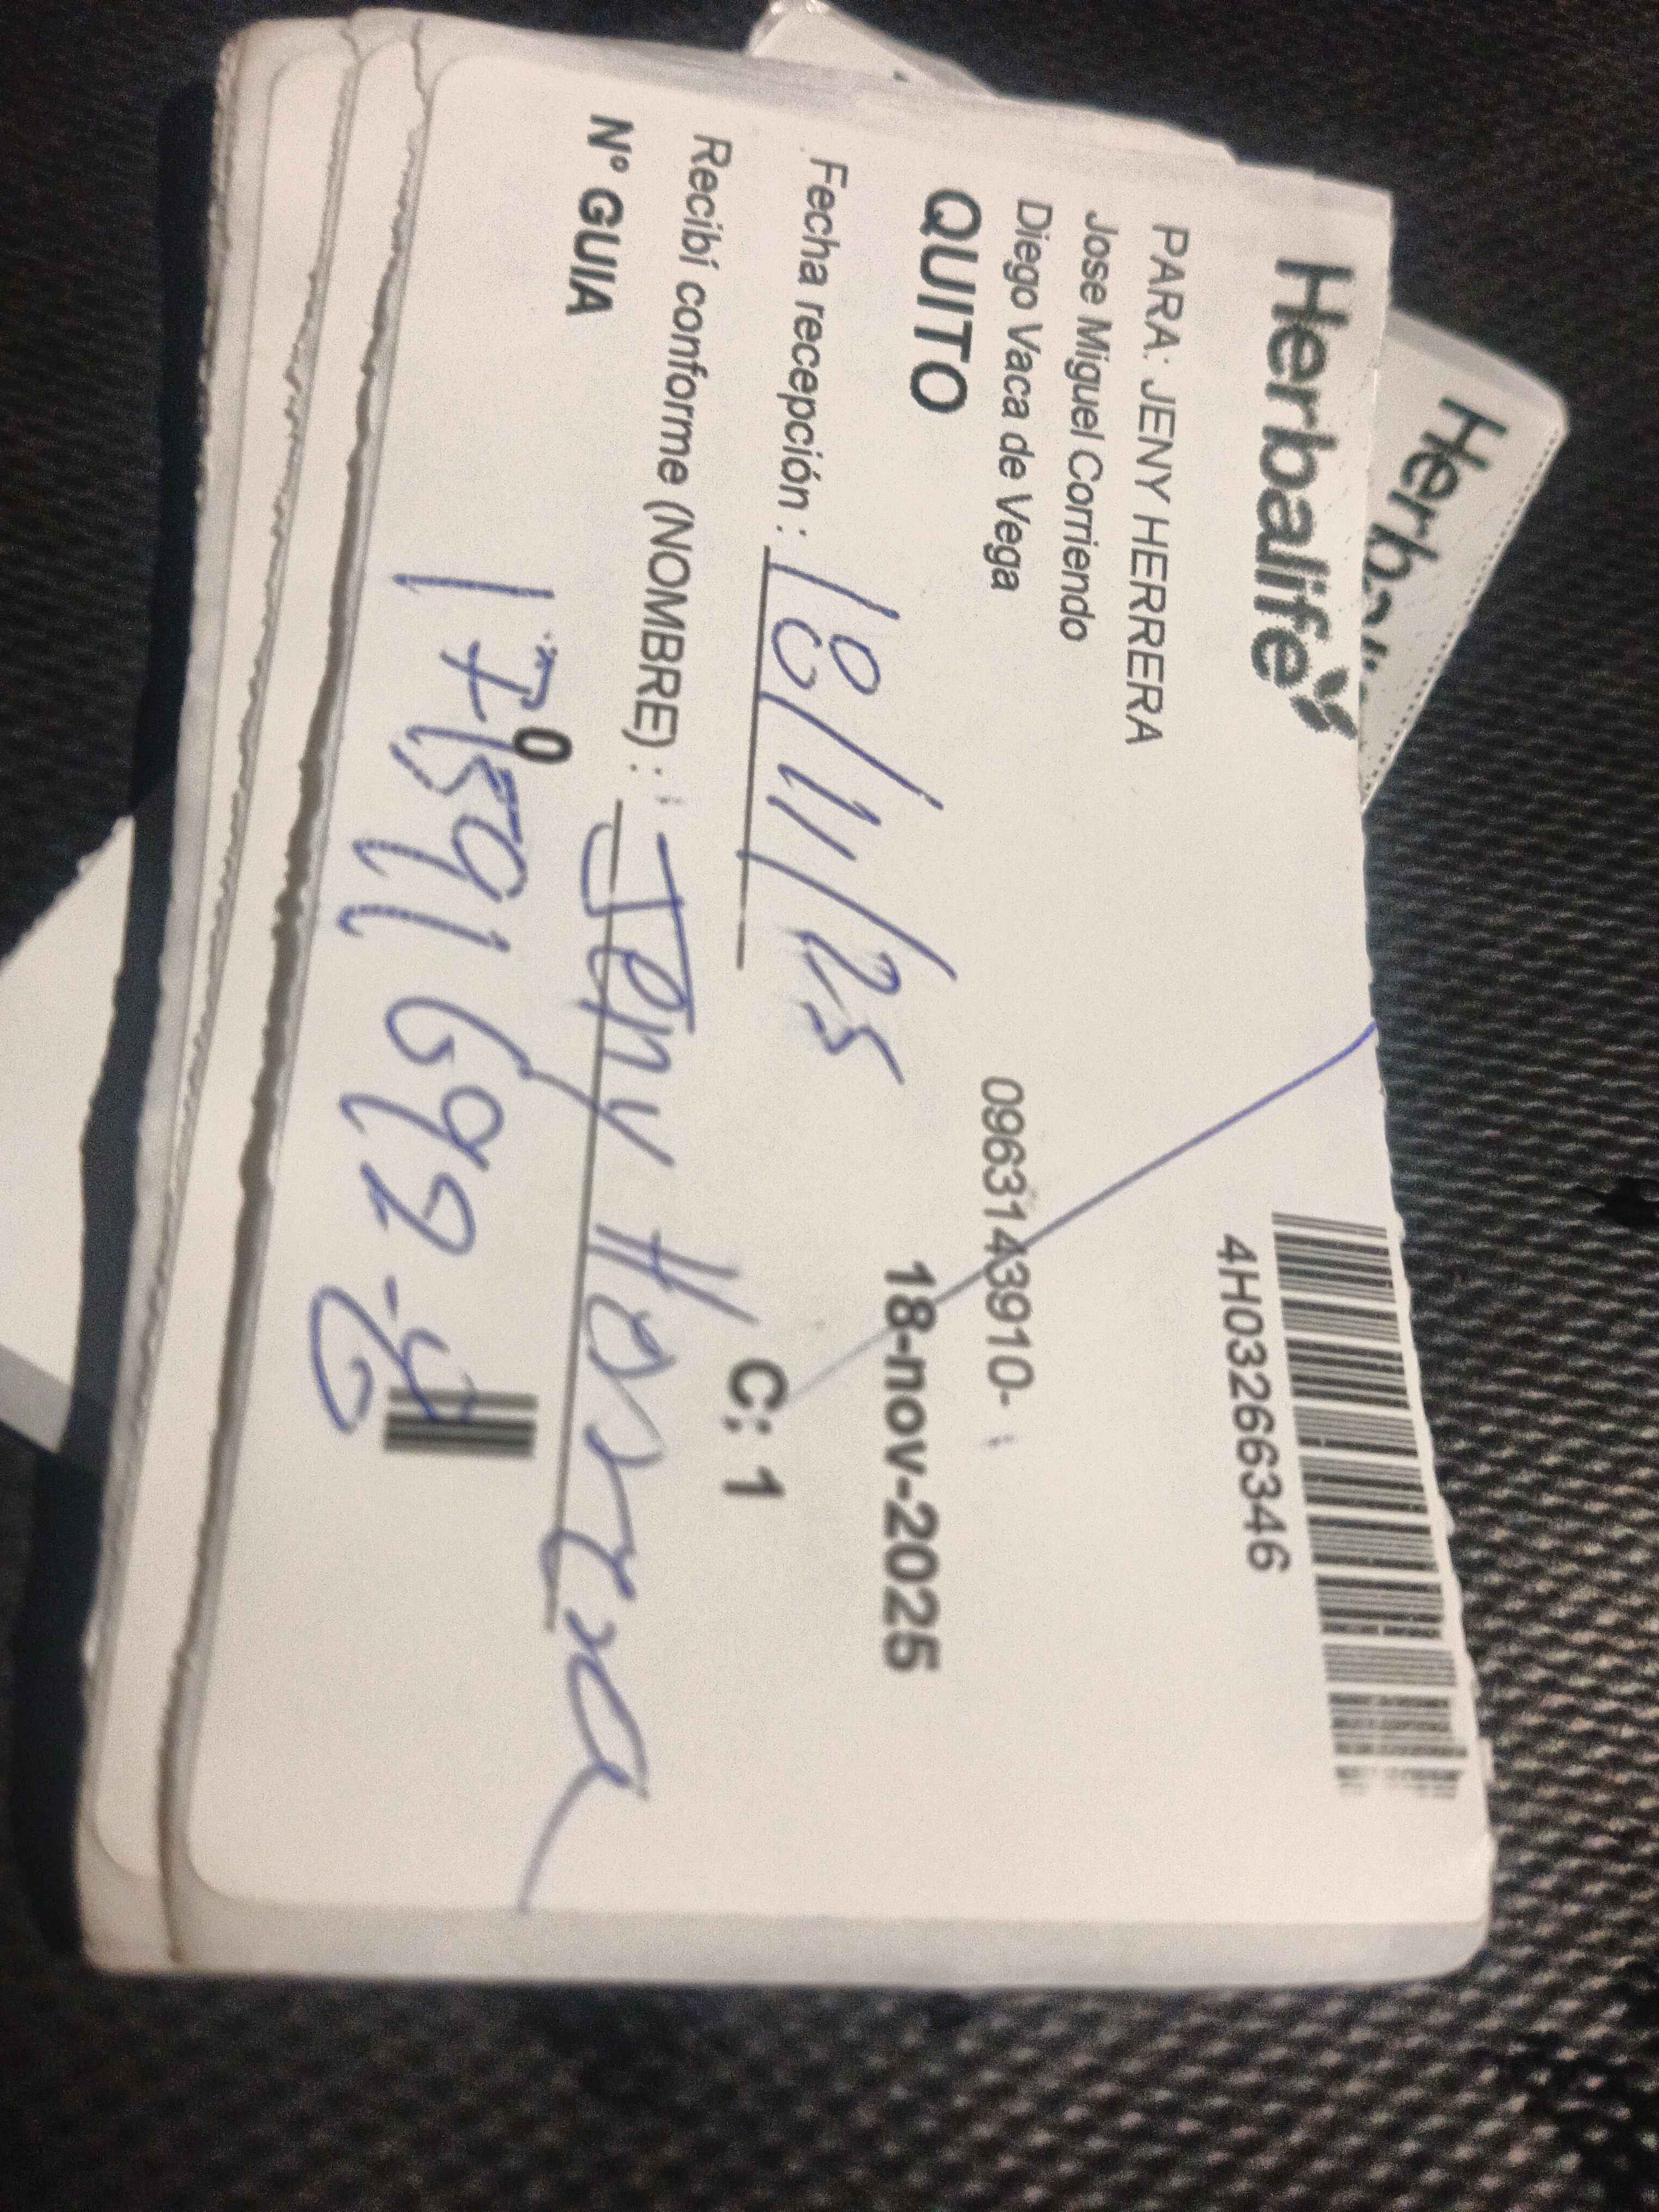 Herbalife
Herbalife
4H03266346
PARA: JENY HERRERA
Jose Miguel Corriendo
Diego Vaca de Vega
0963143910-
QUITO
18-nov-2025
Fecha recepción : 18/11/25
C: 1
Recibí conforme (NOMBRE) : Jeny Herrera
Nº GUIA
0